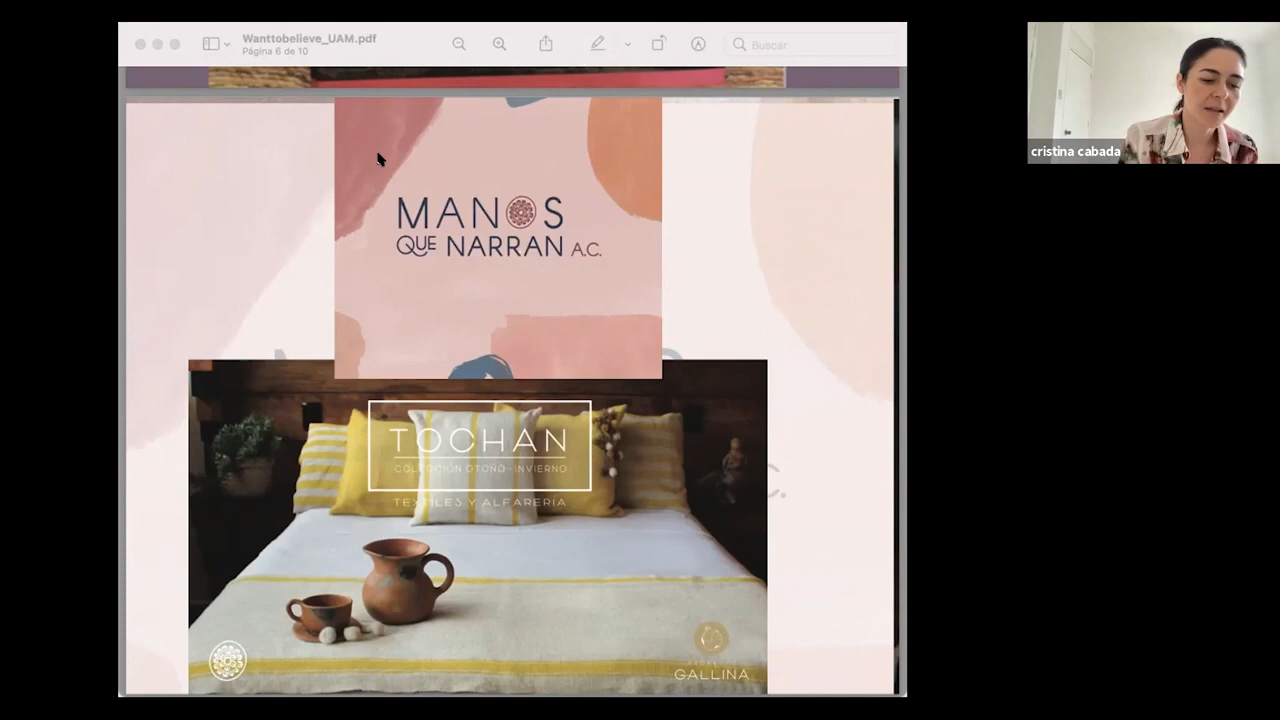 Wanttobelieve_UAM.pdf
Página 6 de 10
Buscar
MANOS
QUE NARRAN A.C.
TOCHAN
COLECCIÓN OTOÑO-INVIERNO
TEXTILES Y ALFARERÍA
SOS
GALLINA
cristina cabada